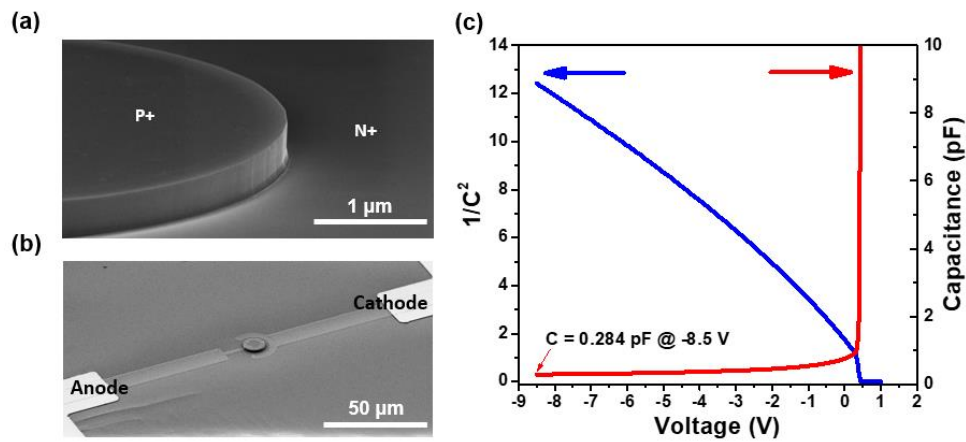 (a)
P+
N+
1 µm
(b)
Anode
Cathode
50 µm
(c)
1/C²
14
12
10
8
6
4
2
0
C = 0.284 pF @ -8.5 V
-9 -8 -7 -6 -5 -4 -3 -2 -1 0 1 2
Voltage (V)
10
8
6
4
2
0
Capacitance (pF)